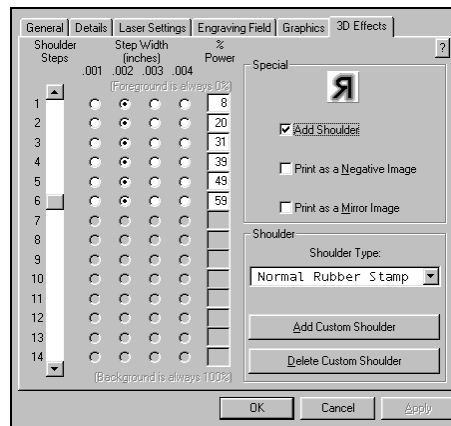 General Details Laser Settings Engraving Field Graphics 3D Effects
Shoulder Steps
Step Width (inches)
% Power
.001 .002 .003 .004
(Foreground is always 0%)
1 8
2 20
3 31
4 39
5 49
6 59
7
8
9
10
11
12
13
14
(Background is always 100%)
?
Special
R
Add Shoulder
Print as a Negative Image
Print as a Mirror Image
Shoulder
Shoulder Type:
Normal Rubber Stamp
Add Custom Shoulder
Delete Custom Shoulder
OK Cancel Apply